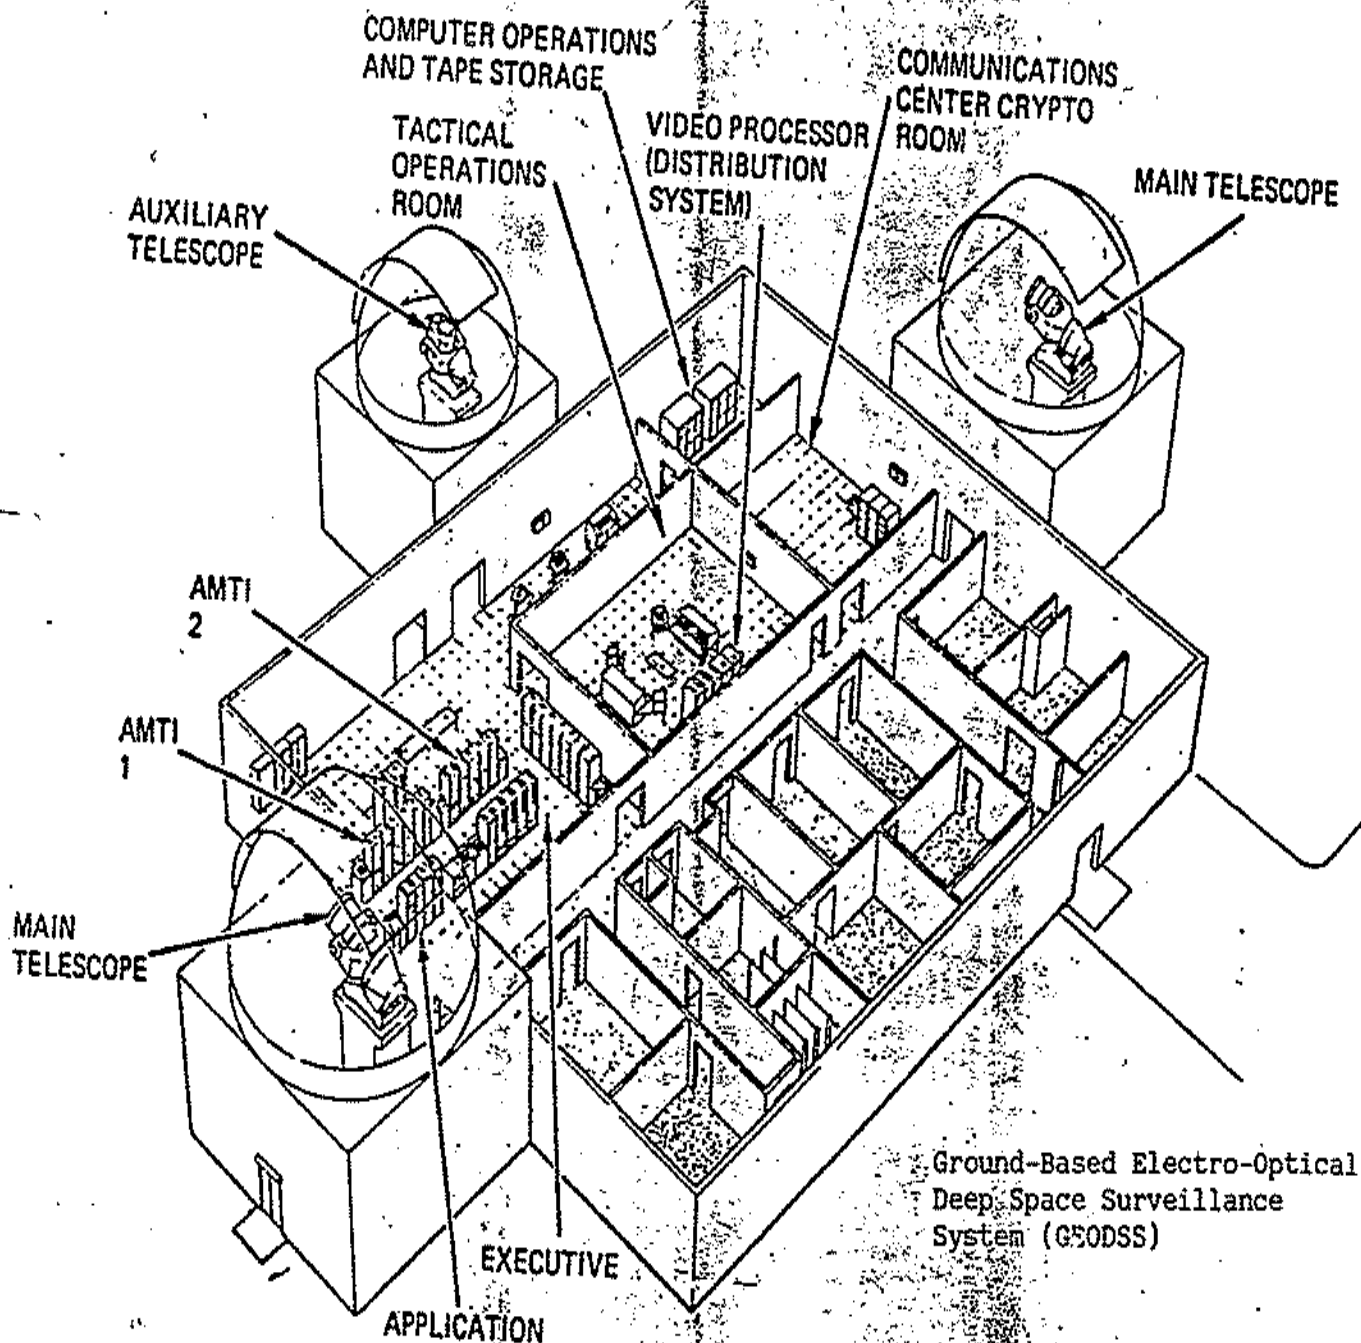 COMPUTER OPERATIONS
AND TAPE STORAGE
COMMUNICATIONS
CENTER CRYPTO
ROOM
TACTICAL
OPERATIONS
ROOM
VIDEO PROCESSOR
(DISTRIBUTION
SYSTEM)
MAIN TELESCOPE
AUXILIARY
TELESCOPE
AMTI
2
AMTI
1
MAIN
TELESCOPE
Ground-Based Electro-Optical
Deep Space Surveillance
System (GEODSS)
EXECUTIVE
APPLICATION